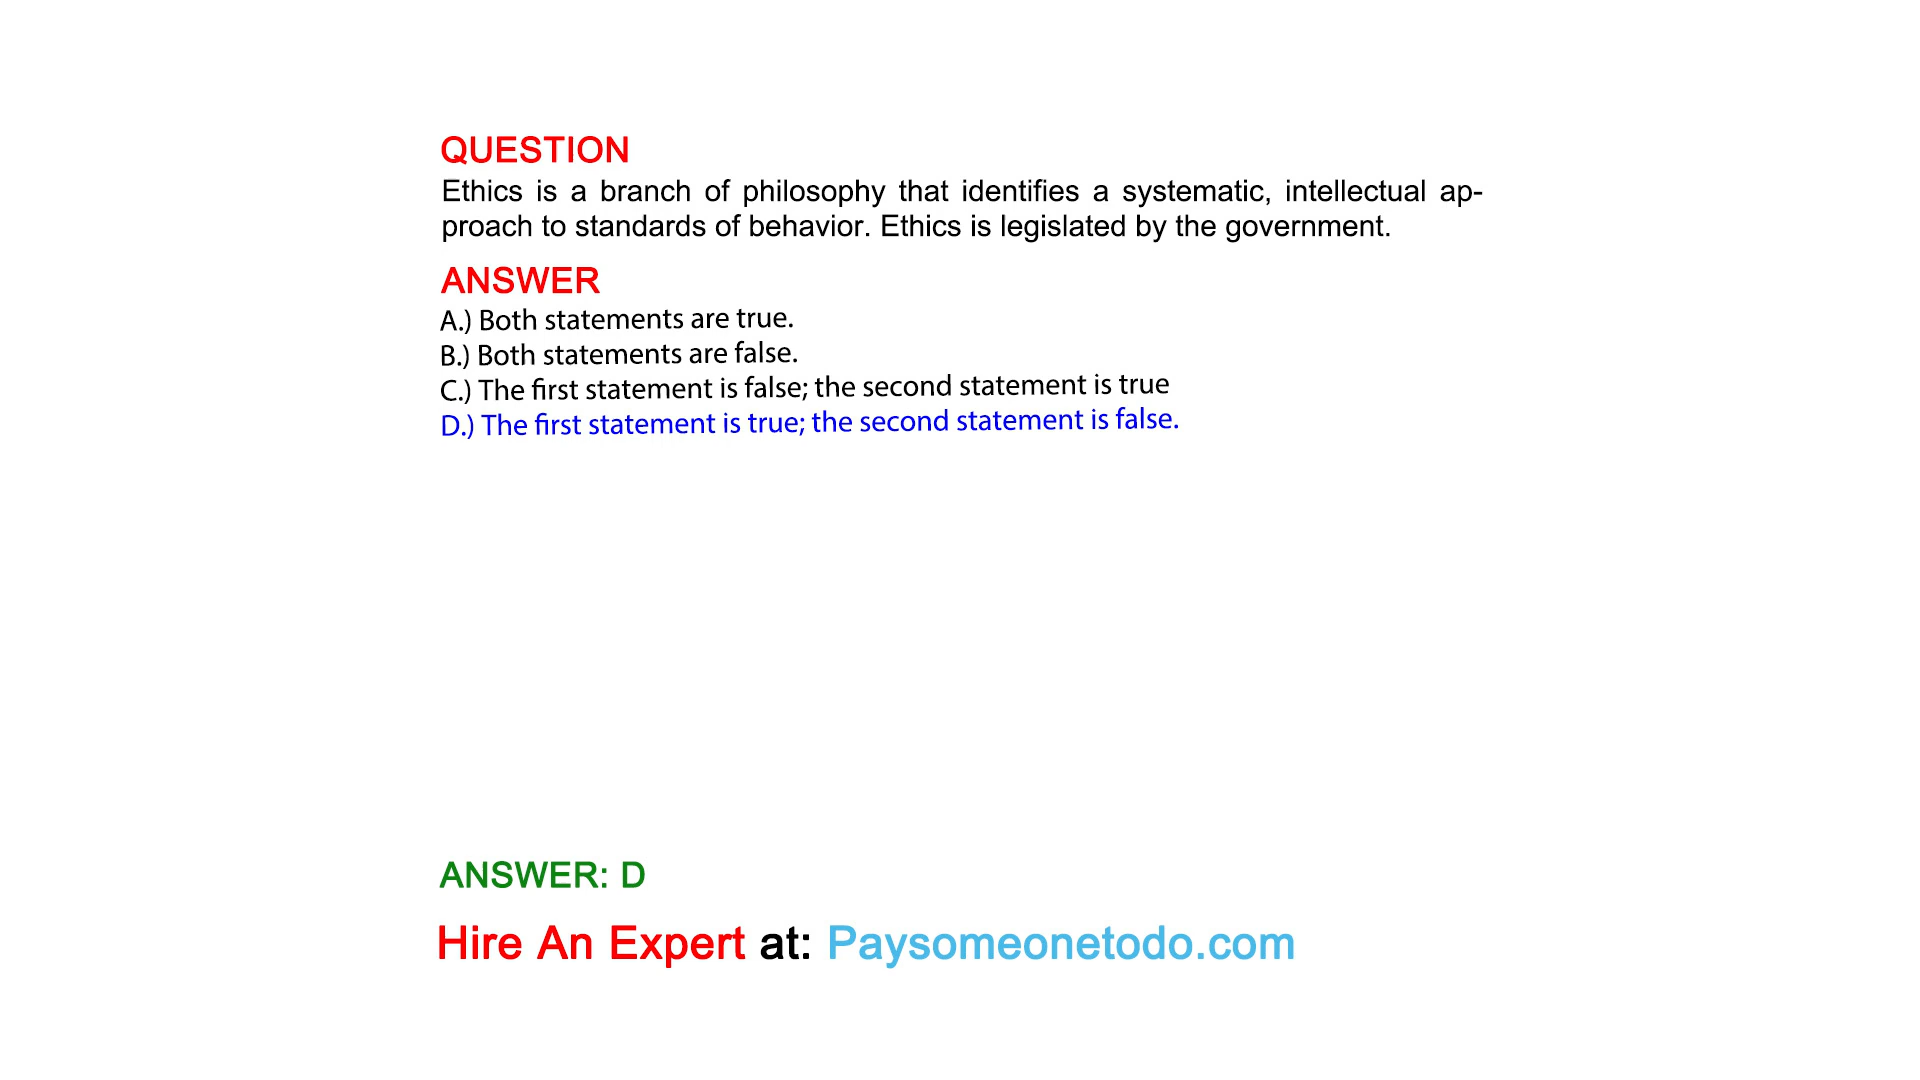 QUESTION
Ethics is a branch of philosophy that identifies a systematic, intellectual ap-
proach to standards of behavior. Ethics is legislated by the government.
ANSWER
A.) Both statements are true.
B.) Both statements are false.
C.) The first statement is false; the second statement is true
D.) The first statement is true; the second statement is false.
ANSWER: D
Hire An Expert at: Paysomeonetodo.com